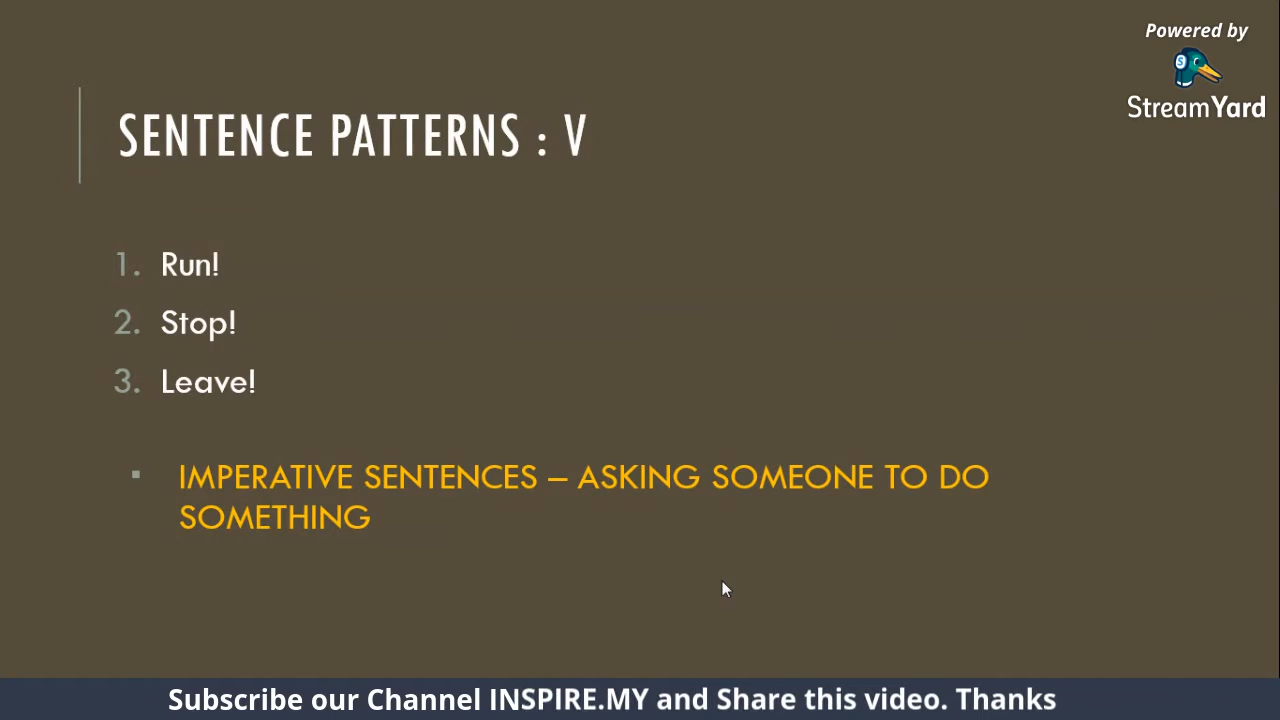 Powered by
StreamYard
SENTENCE PATTERNS : V
1. Run!
2. Stop!
3. Leave!
▪ IMPERATIVE SENTENCES – ASKING SOMEONE TO DO
SOMETHING
Subscribe our Channel INSPIRE.MY and Share this video. Thanks